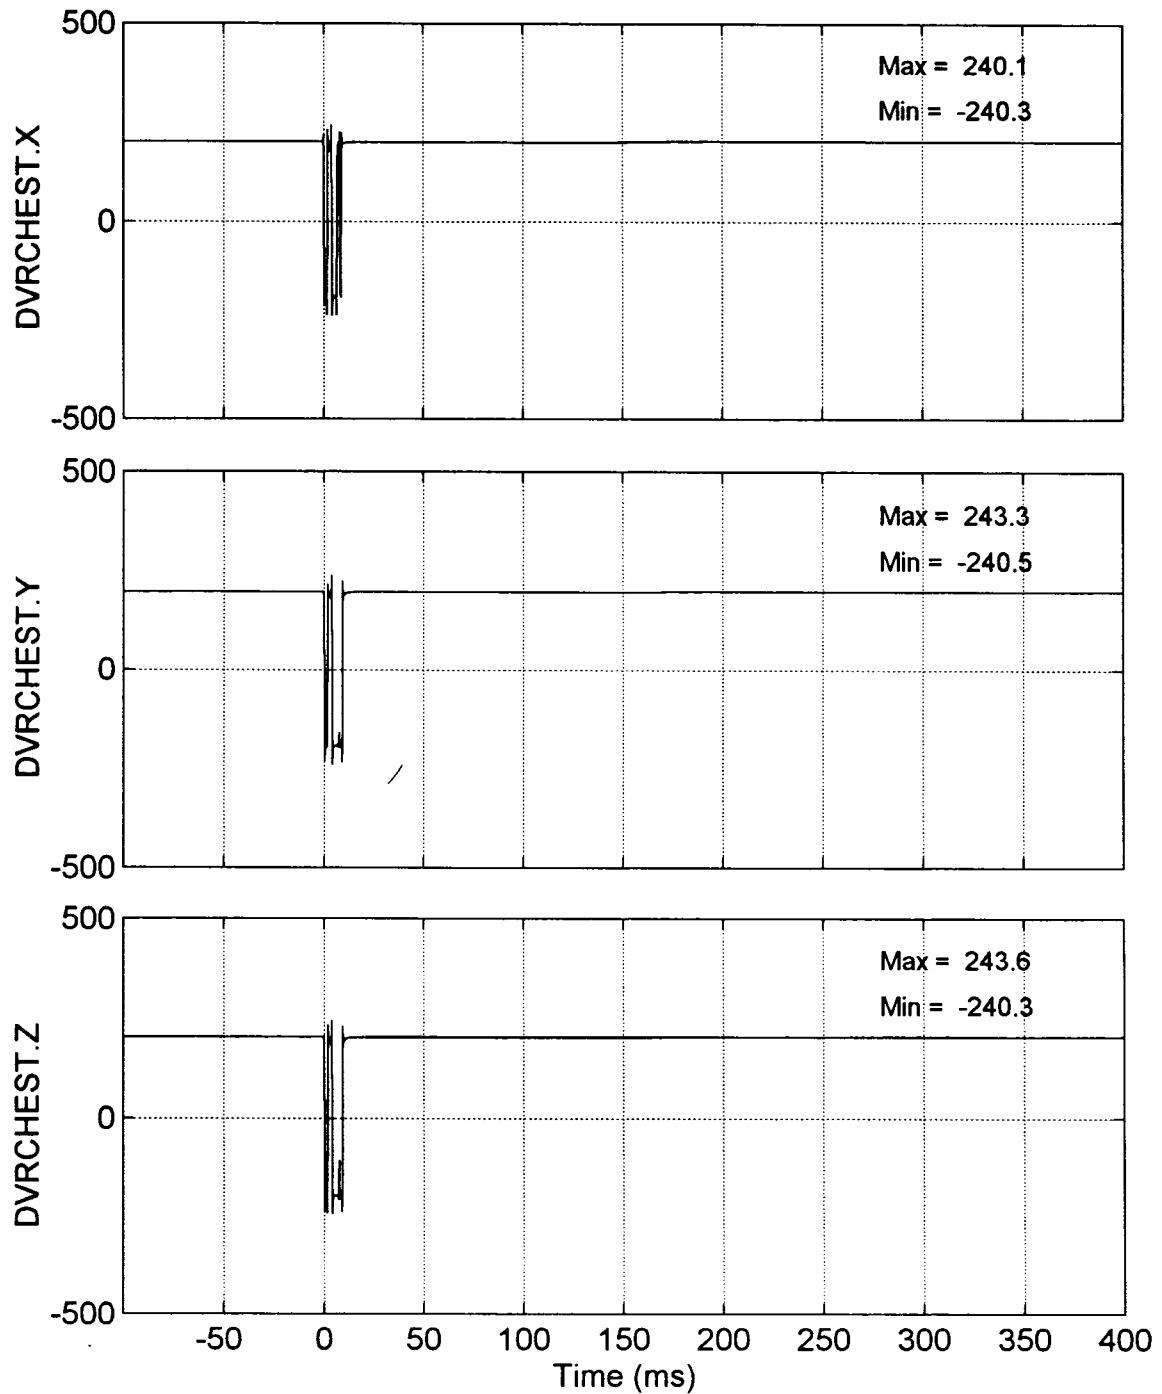 500
Max = 240.1
Min = -240.3
DVRCHEST.X
0
-500
500
Max = 243.3
Min = -240.5
DVRCHEST.Y
0
-500
500
Max = 243.6
Min = -240.3
DVRCHEST.Z
0
-500
-50 0 50 100 150 200 250 300 350 400
Time (ms)